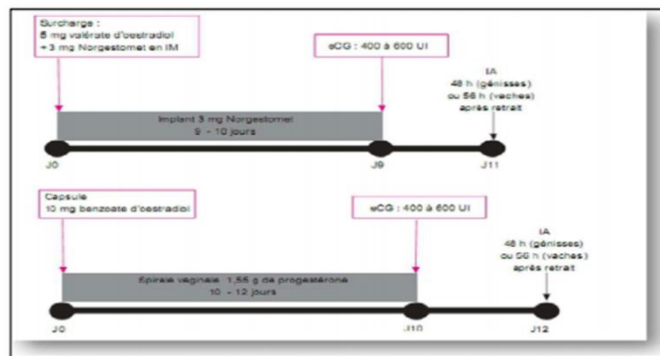 Surcharge :
5 mg valérate d'oestradiol
+ 3 mg Norgestomet en IM
eCG : 400 à 600 UI
IA
48 h (génisses)
ou 56 h (vaches)
après retrait
Implant 3 mg Norgestomet
9 - 10 jours
J0
J9
J11
Capsule
10 mg benzoate d'oestradiol
eCG : 400 à 600 UI
IA
48 h (génisses)
ou 56 h (vaches)
après retrait
Spirale vaginale 1,55 g de progestérone
10 - 12 jours
J0
J10
J12